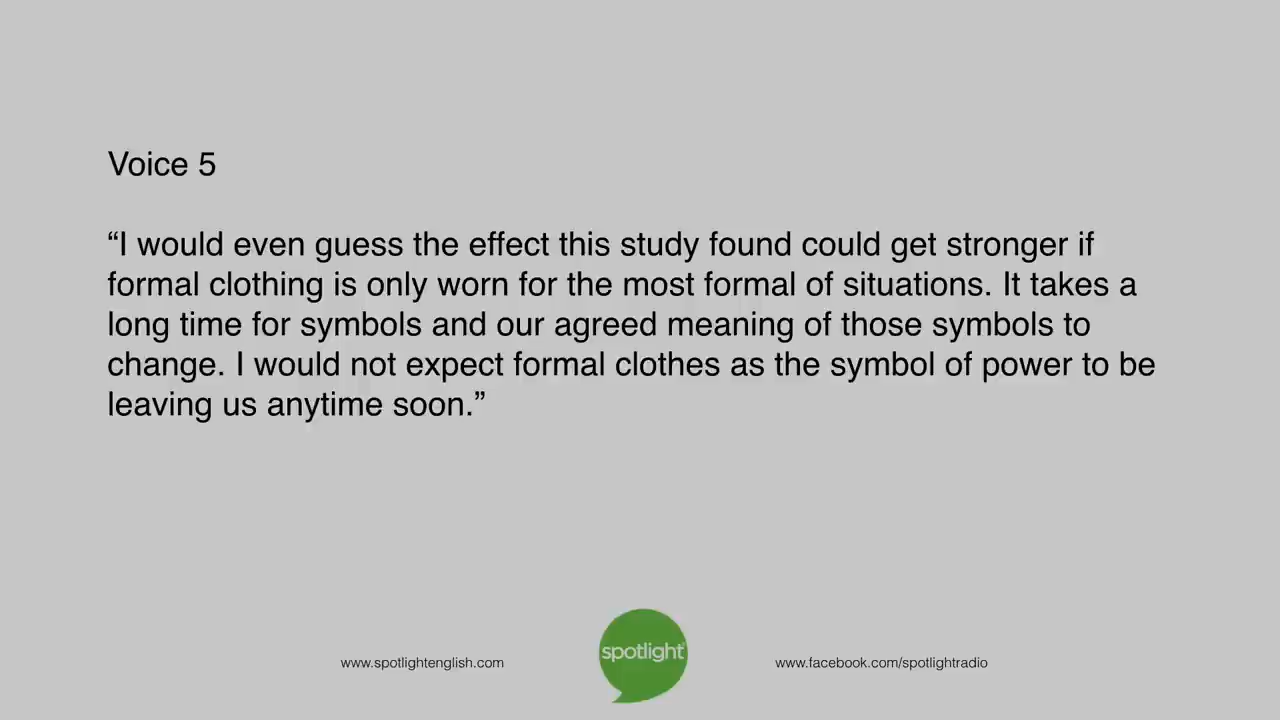 Voice 5
“I would even guess the effect this study found could get stronger if
formal clothing is only worn for the most formal of situations. It takes a
long time for symbols and our agreed meaning of those symbols to
change. I would not expect formal clothes as the symbol of power to be
leaving us anytime soon.”
www.spotlightenglish.com
spotlight
www.facebook.com/spotlightradio